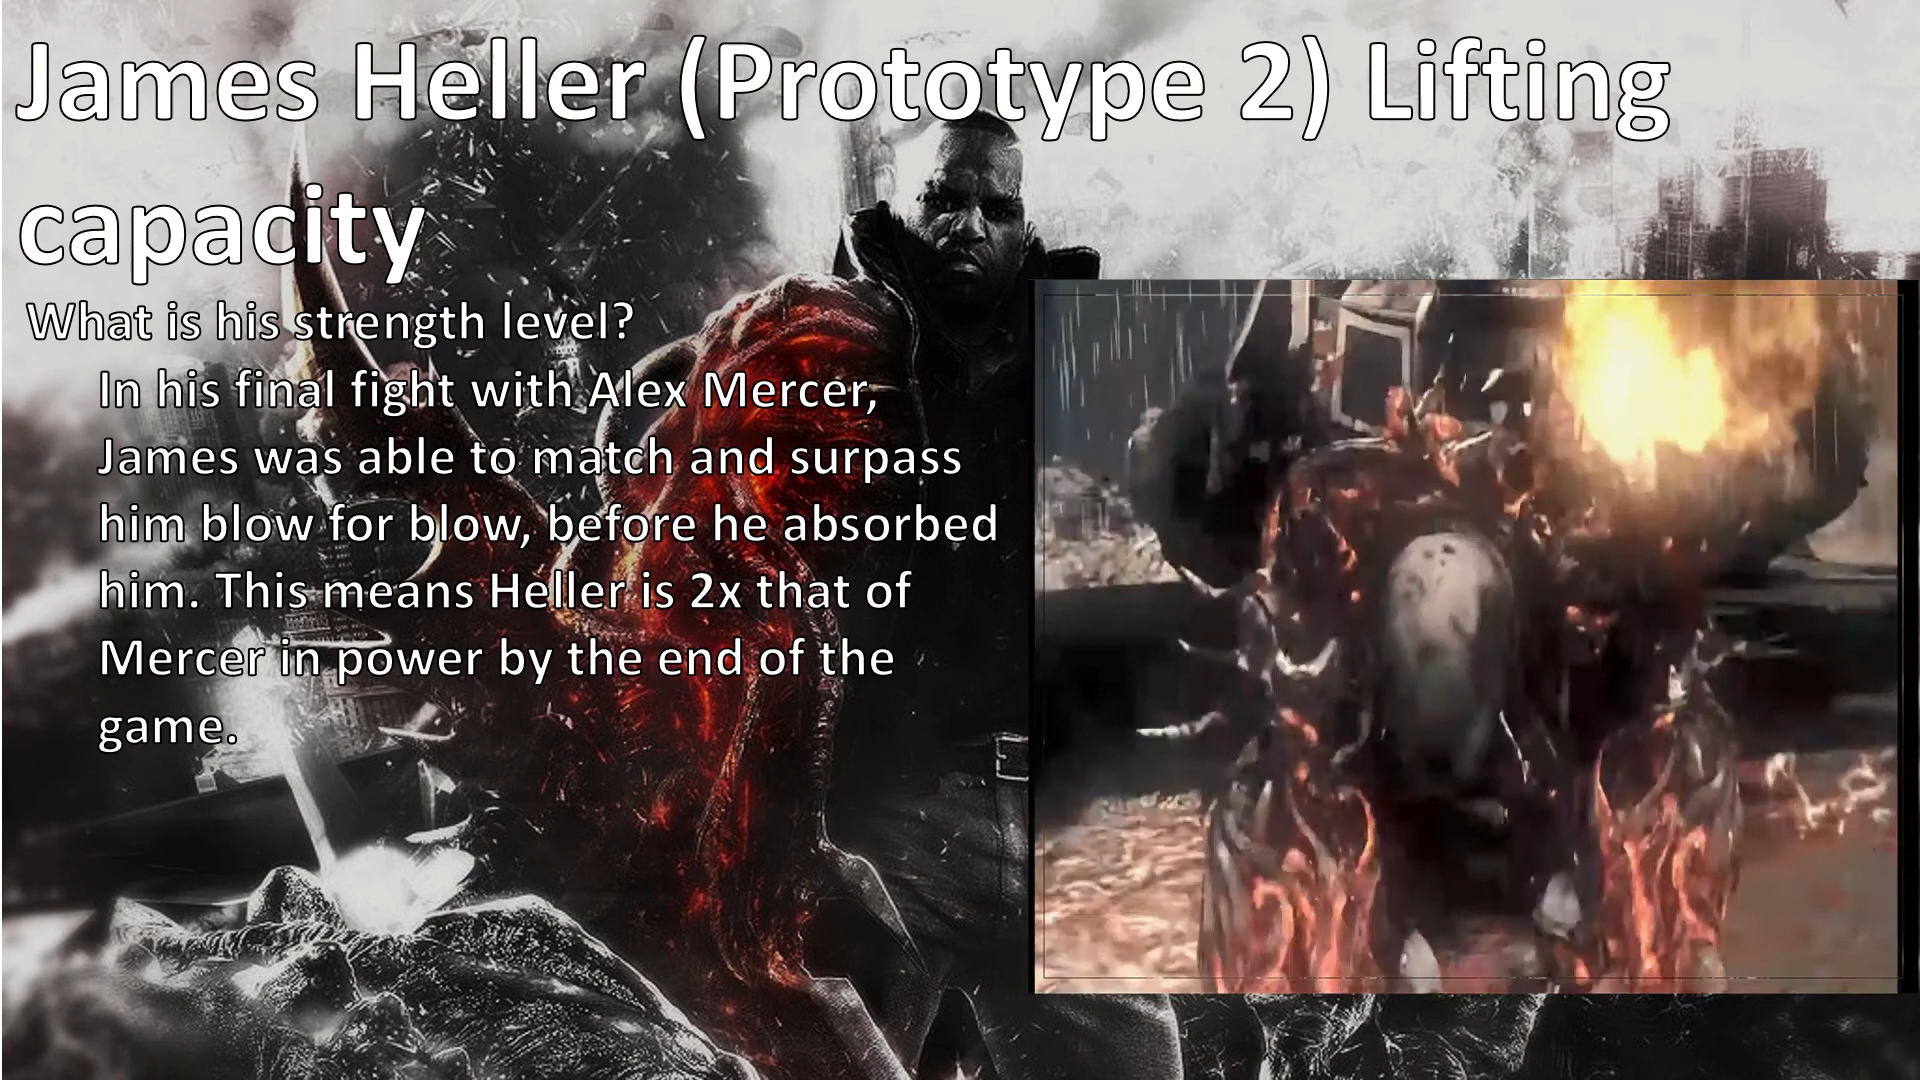 James Heller (Prototype 2) Lifting
capacity
What is his strength level?
In his final fight with Alex Mercer,
James was able to match and surpass
him blow for blow, before he absorbed
him. This means Heller is 2x that of
Mercer in power by the end of the
game.